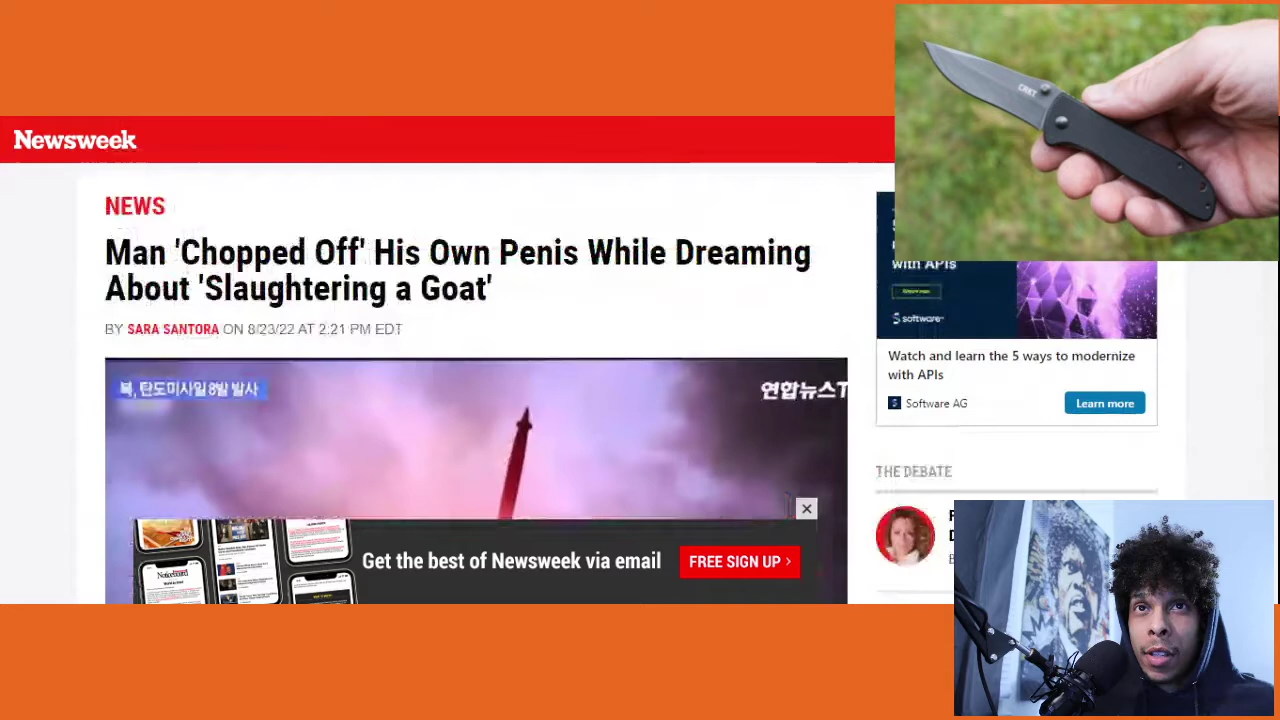 Newsweek
CRKT
NEWS
Man 'Chopped Off' His Own Penis While Dreaming
About 'Slaughtering a Goat'
BY SARA SANTORA ON 8/23/22 AT 2:21 PM EDT
북, 탄도미사일 8발 발사
연합뉴스T
with APIs
software
Watch and learn the 5 ways to modernize
with APIs
Software AG
Learn more
THE DEBATE
Get the best of Newsweek via email
FREE SIGN UP >